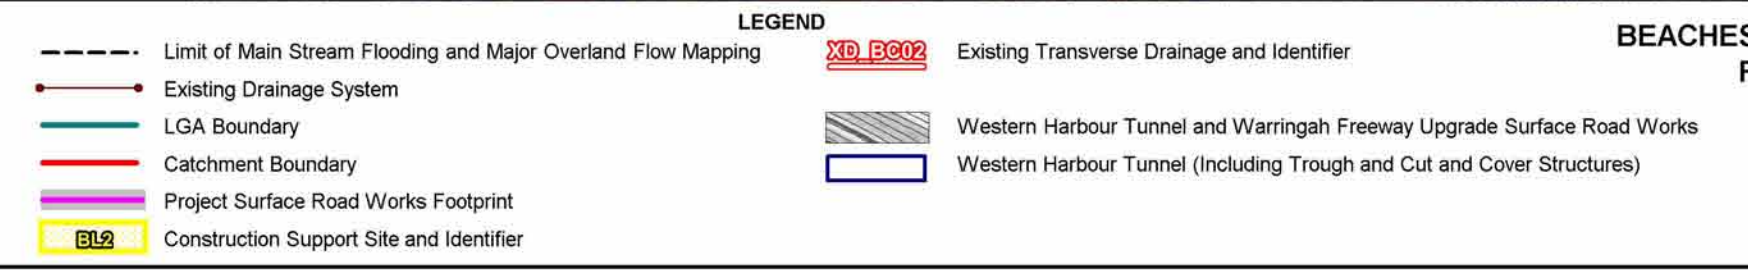 LEGEND
Limit of Main Stream Flooding and Major Overland Flow Mapping
Existing Drainage System
LGA Boundary
Catchment Boundary
Project Surface Road Works Footprint
BL2 Construction Support Site and Identifier
XD_BC02 Existing Transverse Drainage and Identifier
Western Harbour Tunnel and Warringah Freeway Upgrade Surface Road Works
Western Harbour Tunnel (Including Trough and Cut and Cover Structures)
BEACHES